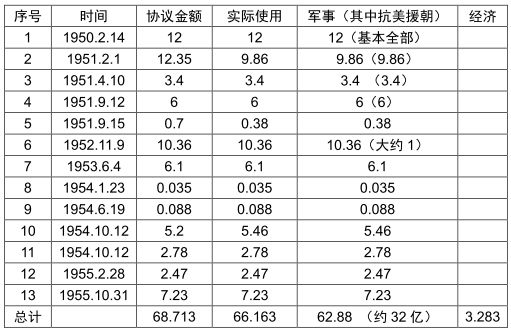 序号 时间 协议金额 实际使用 军事（其中抗美援朝） 经济
1 1950.2.14 12 12 12（基本全部）
2 1951.2.1 12.35 9.86 9.86（9.86）
3 1951.4.10 3.4 3.4 3.4 （3.4）
4 1951.9.12 6 6 6（6）
5 1951.9.15 0.7 0.38 0.38
6 1952.11.9 10.36 10.36 10.36（大约 1）
7 1953.6.4 6.1 6.1 6.1
8 1954.1.23 0.035 0.035 0.035
9 1954.6.19 0.088 0.088 0.088
10 1954.10.12 5.2 5.46 5.46
11 1954.10.12 2.78 2.78 2.78
12 1955.2.28 2.47 2.47 2.47
13 1955.10.31 7.23 7.23 7.23
总计 68.713 66.163 62.88 （约 32 亿） 3.283